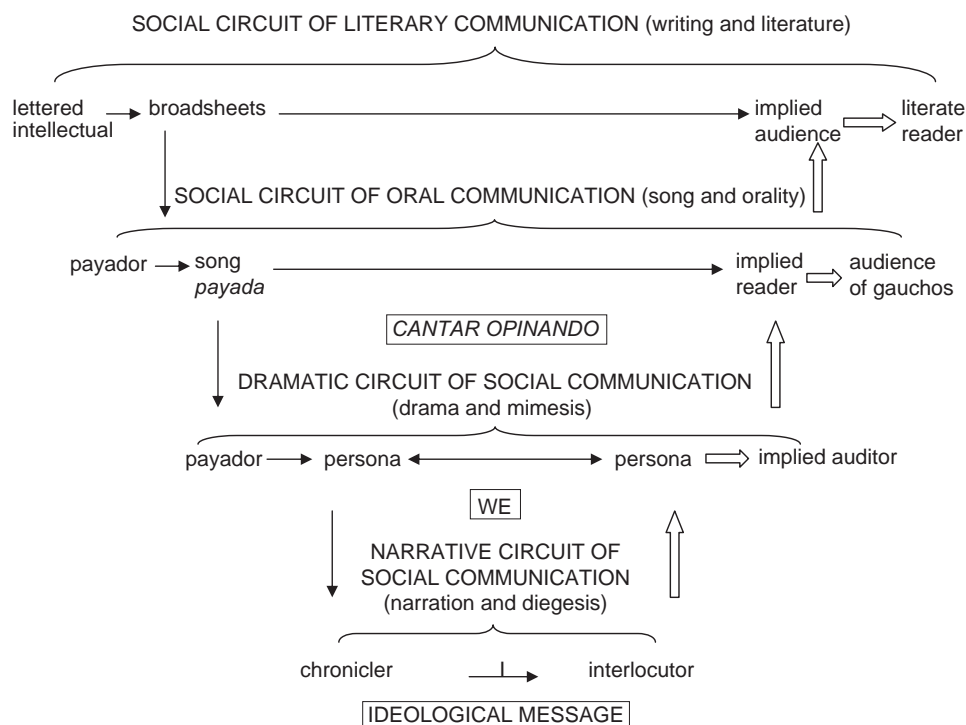 SOCIAL CIRCUIT OF LITERARY COMMUNICATION (writing and literature)
lettered intellectual
broadsheets
implied audience
literate reader
SOCIAL CIRCUIT OF ORAL COMMUNICATION (song and orality)
payador
song
payada
implied reader
audience of gauchos
CANTAR OPINANDO
DRAMATIC CIRCUIT OF SOCIAL COMMUNICATION
(drama and mimesis)
payador
persona
persona
implied auditor
WE
NARRATIVE CIRCUIT OF
SOCIAL COMMUNICATION
(narration and diegesis)
chronicler
I
interlocutor
IDEOLOGICAL MESSAGE